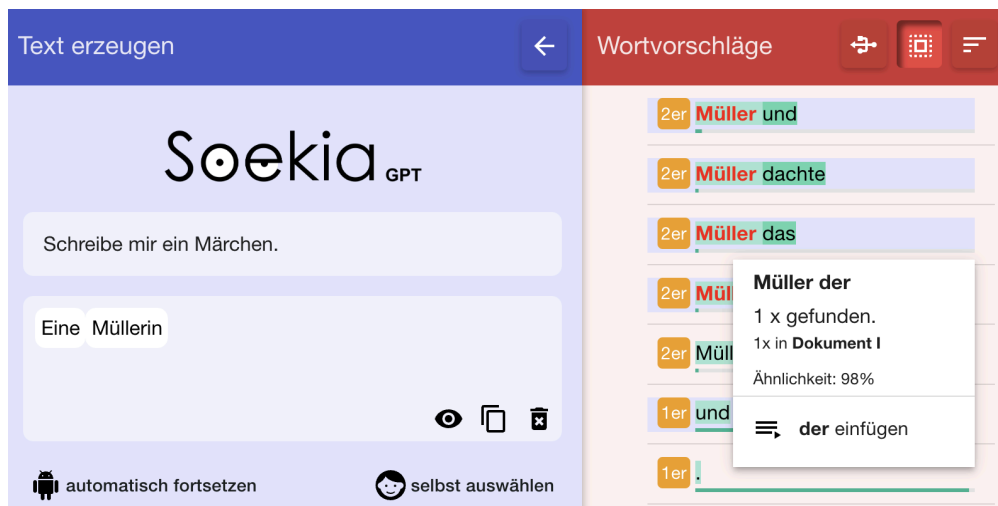 Text erzeugen
Soekia GPT
Schreibe mir ein Märchen.
Eine Müllerin
automatisch fortsetzen
selbst auswählen
Wortvorschläge
2er Müller und
2er Müller dachte
2er Müller das
2er Mül
2er Mül
1er und
1er .
Müller der
1 x gefunden.
1x in Dokument I
Ähnlichkeit: 98%
der einfügen